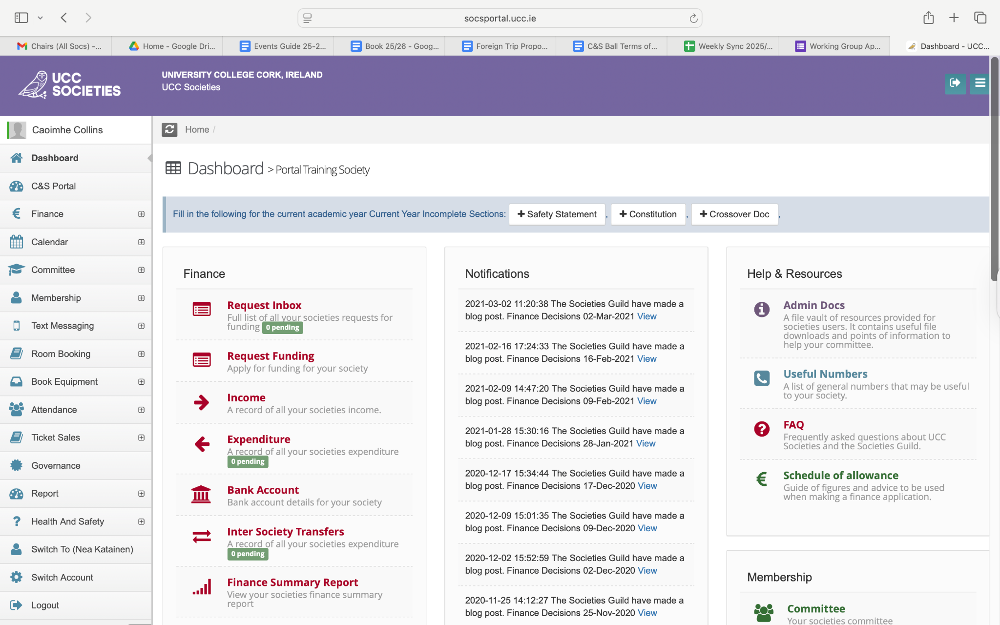 socsportal.ucc.ie
Chairs (All Socs) -...
Home - Google Dri...
Events Guide 25-2...
Book 25/26 - Goog...
Foreign Trip Propo...
C&S Ball Terms of...
Weekly Sync 2025/...
Working Group Ap...
Dashboard - UCC...
UCC
SOCIETIES
UNIVERSITY COLLEGE CORK, IRELAND
UCC Societies
Caoimhe Collins
Dashboard
C&S Portal
Finance
Calendar
Committee
Membership
Text Messaging
Room Booking
Book Equipment
Attendance
Ticket Sales
Governance
Report
Health And Safety
Switch To (Nea Katainen)
Switch Account
Logout
Home /
Dashboard > Portal Training Society
Fill in the following for the current academic year Current Year Incomplete Sections: + Safety Statement , + Constitution , + Crossover Doc ,
Finance
Request Inbox
Full list of all your societies requests for
funding 0 pending
Request Funding
Apply for funding for your society
Income
A record of all your societies income.
Expenditure
A record of all your societies expenditure
0 pending
Bank Account
Bank account details for your society
Inter Society Transfers
A record of all your societies expenditure
0 pending
Finance Summary Report
View your societies finance summary
report
Notifications
2021-03-02 11:20:38 The Societies Guild have made a
blog post. Finance Decisions 02-Mar-2021 View
2021-02-16 17:24:33 The Societies Guild have made a
blog post. Finance Decisions 16-Feb-2021 View
2021-02-09 14:47:20 The Societies Guild have made a
blog post. Finance Decisions 09-Feb-2021 View
2021-01-28 15:30:16 The Societies Guild have made a
blog post. Finance Decisions 28-Jan-2021 View
2020-12-17 15:34:44 The Societies Guild have made a
blog post. Finance Decisions 17-Dec-2020 View
2020-12-09 15:01:35 The Societies Guild have made a
blog post. Finance Decisions 09-Dec-2020 View
2020-12-02 15:52:59 The Societies Guild have made a
blog post. Finance Decisions 02-Dec-2020 View
2020-11-25 14:12:27 The Societies Guild have made a
blog post. Finance Decisions 25-Nov-2020 View
Help & Resources
Admin Docs
A file vault of resources provided for
societies users. It contains useful file
downloads and points of information to
help your committee.
Useful Numbers
A list of general numbers that may be useful
to your society.
FAQ
Frequently asked questions about UCC
Societies and the Societies Guild.
Schedule of allowance
Guide of figures and advice to be used
when making a finance application.
Membership
Committee
Your societies committee